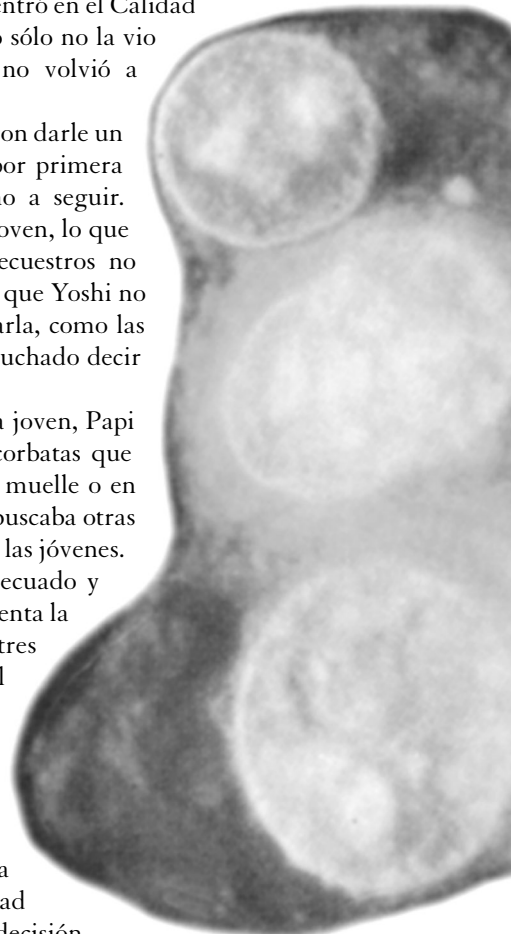 entró en el Calidad
sólo no la vio
no volvió a
on darle un
por primera
a seguir.
oven, lo que
ecuestros no
que Yoshi no
arla, como las
uchado decir
joven, Papi
corbatas que
muelle o en
buscaba otras
las jóvenes.
ecuado y
enta la
tres
l
a
ad
decisión